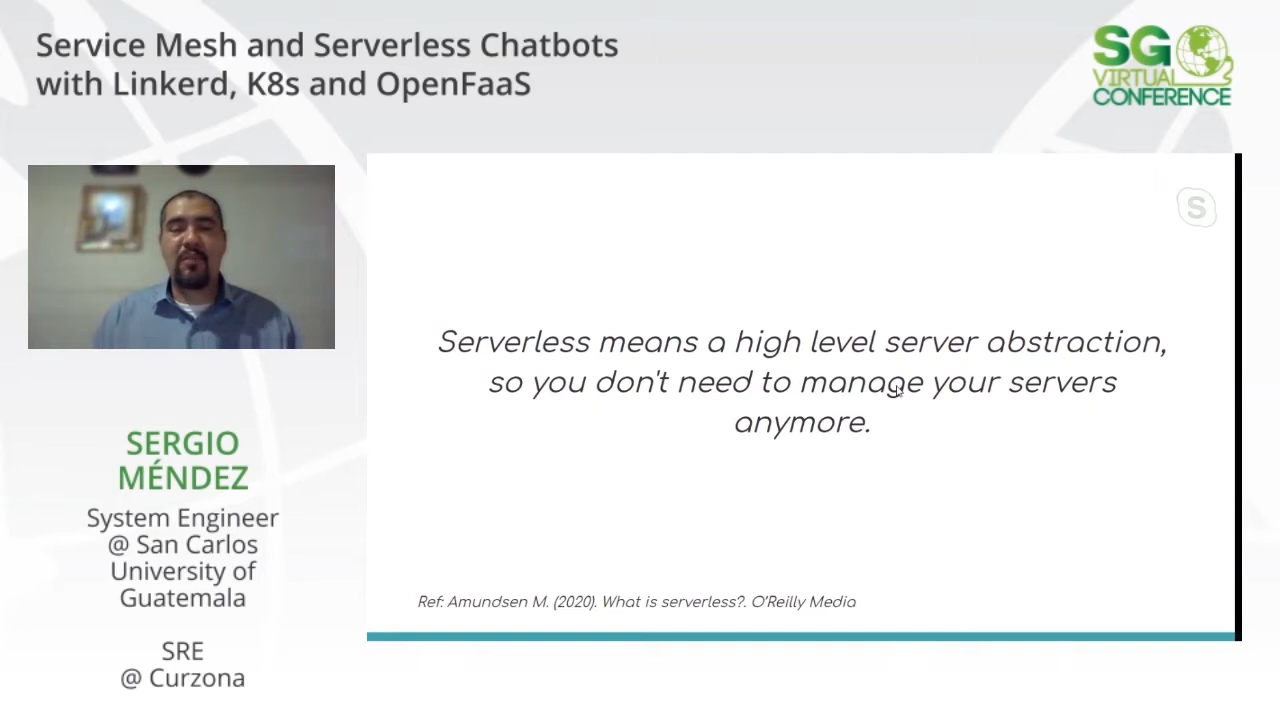 Service Mesh and Serverless Chatbots
with Linkerd, K8s and OpenFaaS
SG
VIRTUAL
CONFERENCE
S
Serverless means a high level server abstraction,
so you don't need to manage your servers
anymore.
Ref: Amundsen M. (2020). What is serverless?. O'Reilly Media
SERGIO
MÉNDEZ
System Engineer
@ San Carlos
University of
Guatemala
SRE
@ Curzona